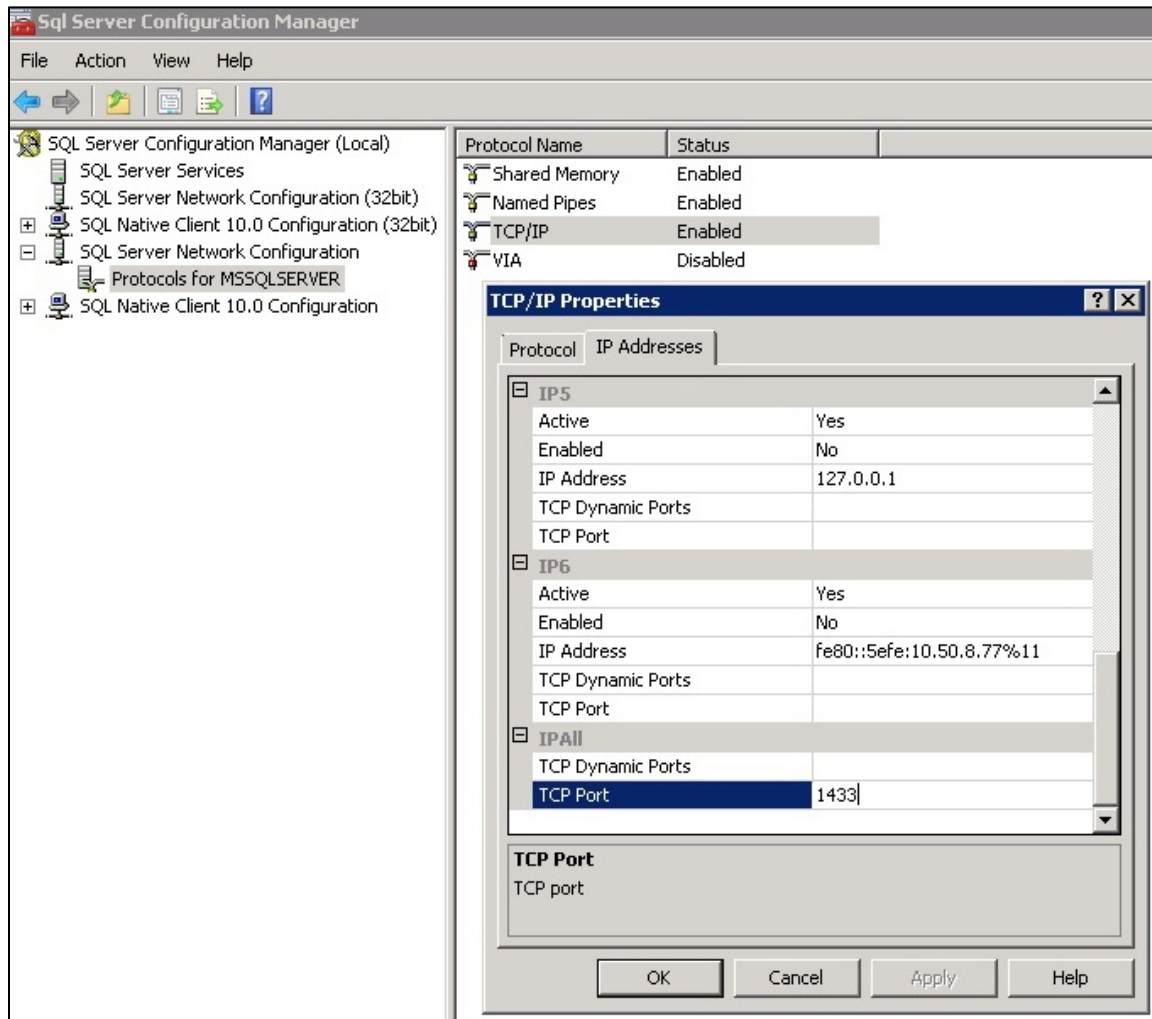 Sql Server Configuration Manager
File Action View Help
SQL Server Configuration Manager (Local)
SQL Server Services
SQL Server Network Configuration (32bit)
SQL Native Client 10.0 Configuration (32bit)
SQL Server Network Configuration
Protocols for MSSQLSERVER
SQL Native Client 10.0 Configuration
Protocol Name Status
Shared Memory Enabled
Named Pipes Enabled
TCP/IP Enabled
VIA Disabled
TCP/IP Properties
Protocol IP Addresses
IP5
Active Yes
Enabled No
IP Address 127.0.0.1
TCP Dynamic Ports
TCP Port
IP6
Active Yes
Enabled No
IP Address fe80::5efe:10.50.8.77%11
TCP Dynamic Ports
TCP Port
IPAll
TCP Dynamic Ports
TCP Port 1433
TCP Port
TCP port
OK Cancel Apply Help